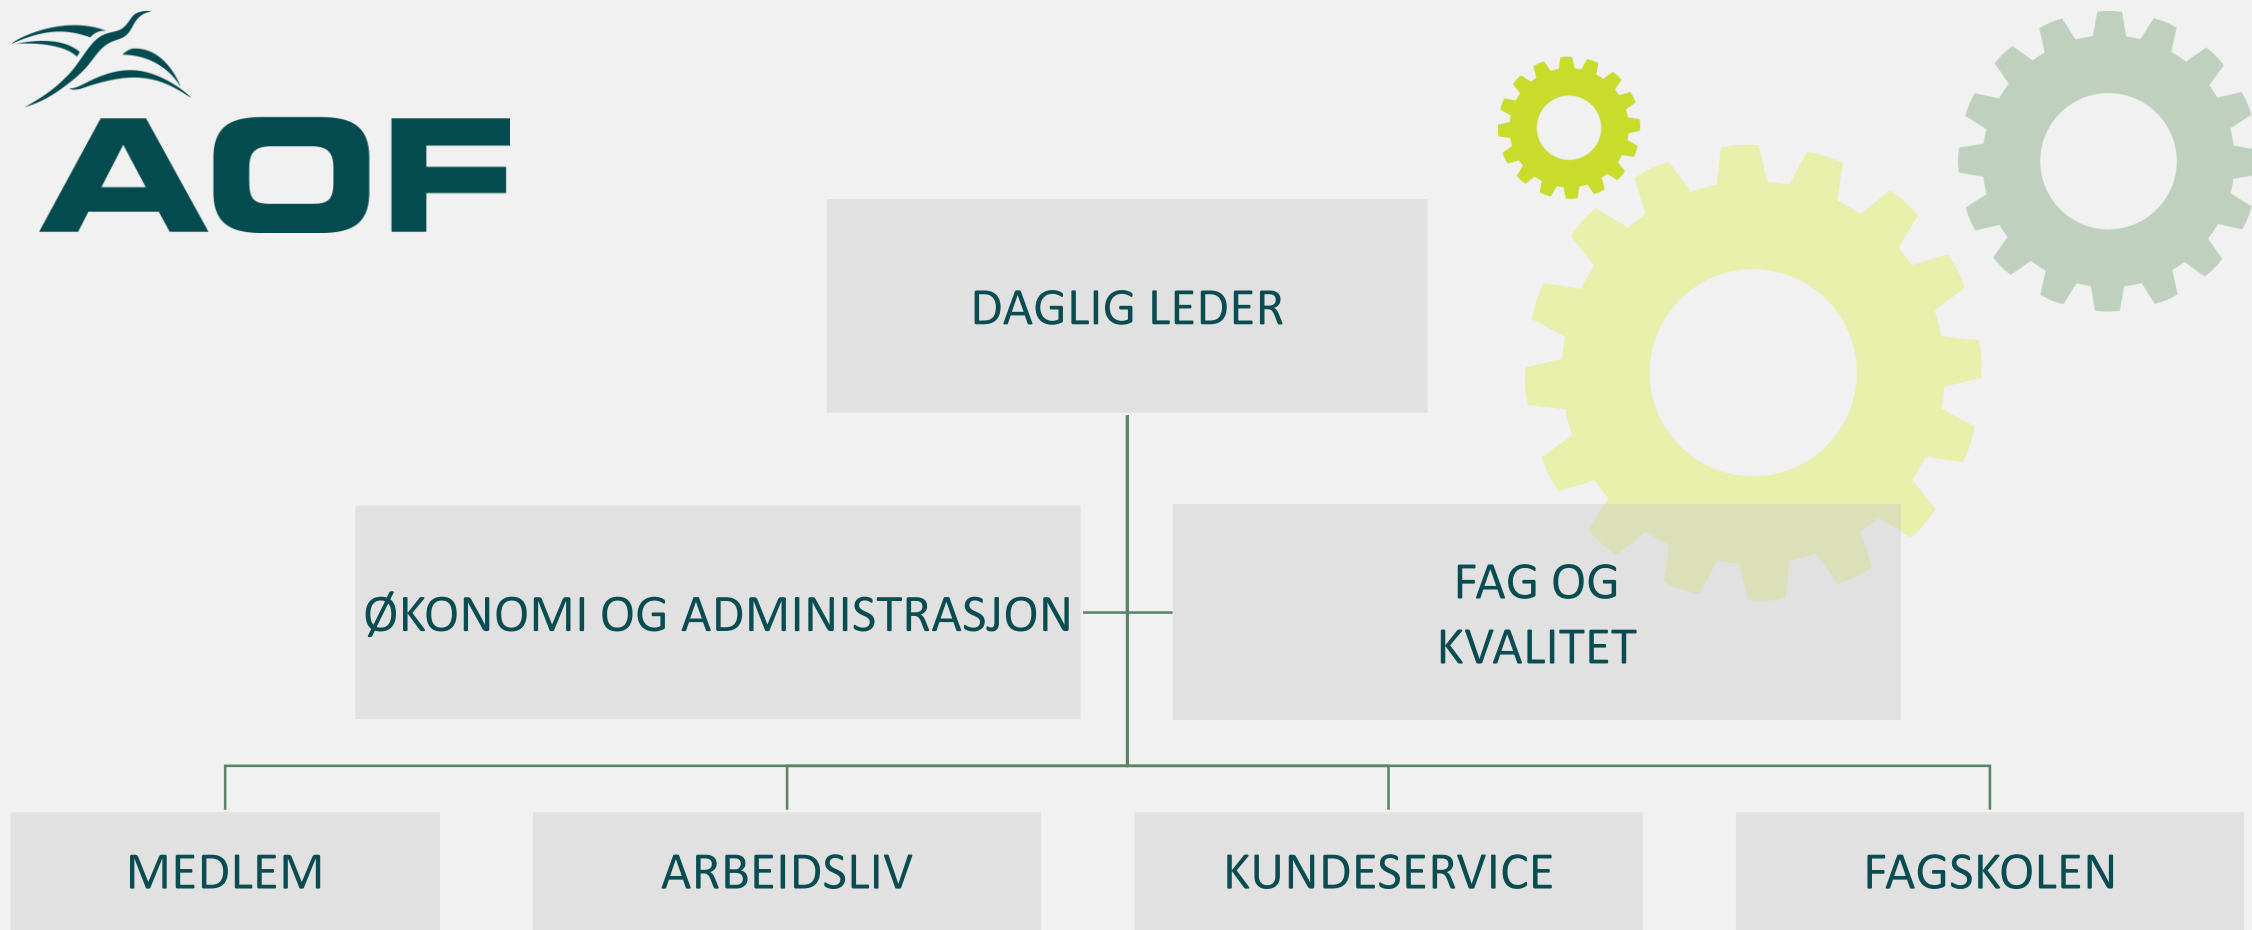 AOF
DAGLIG LEDER
ØKONOMI OG ADMINISTRASJON
FAG OG
KVALITET
MEDLEM
ARBEIDSLIV
KUNDESERVICE
FAGSKOLEN